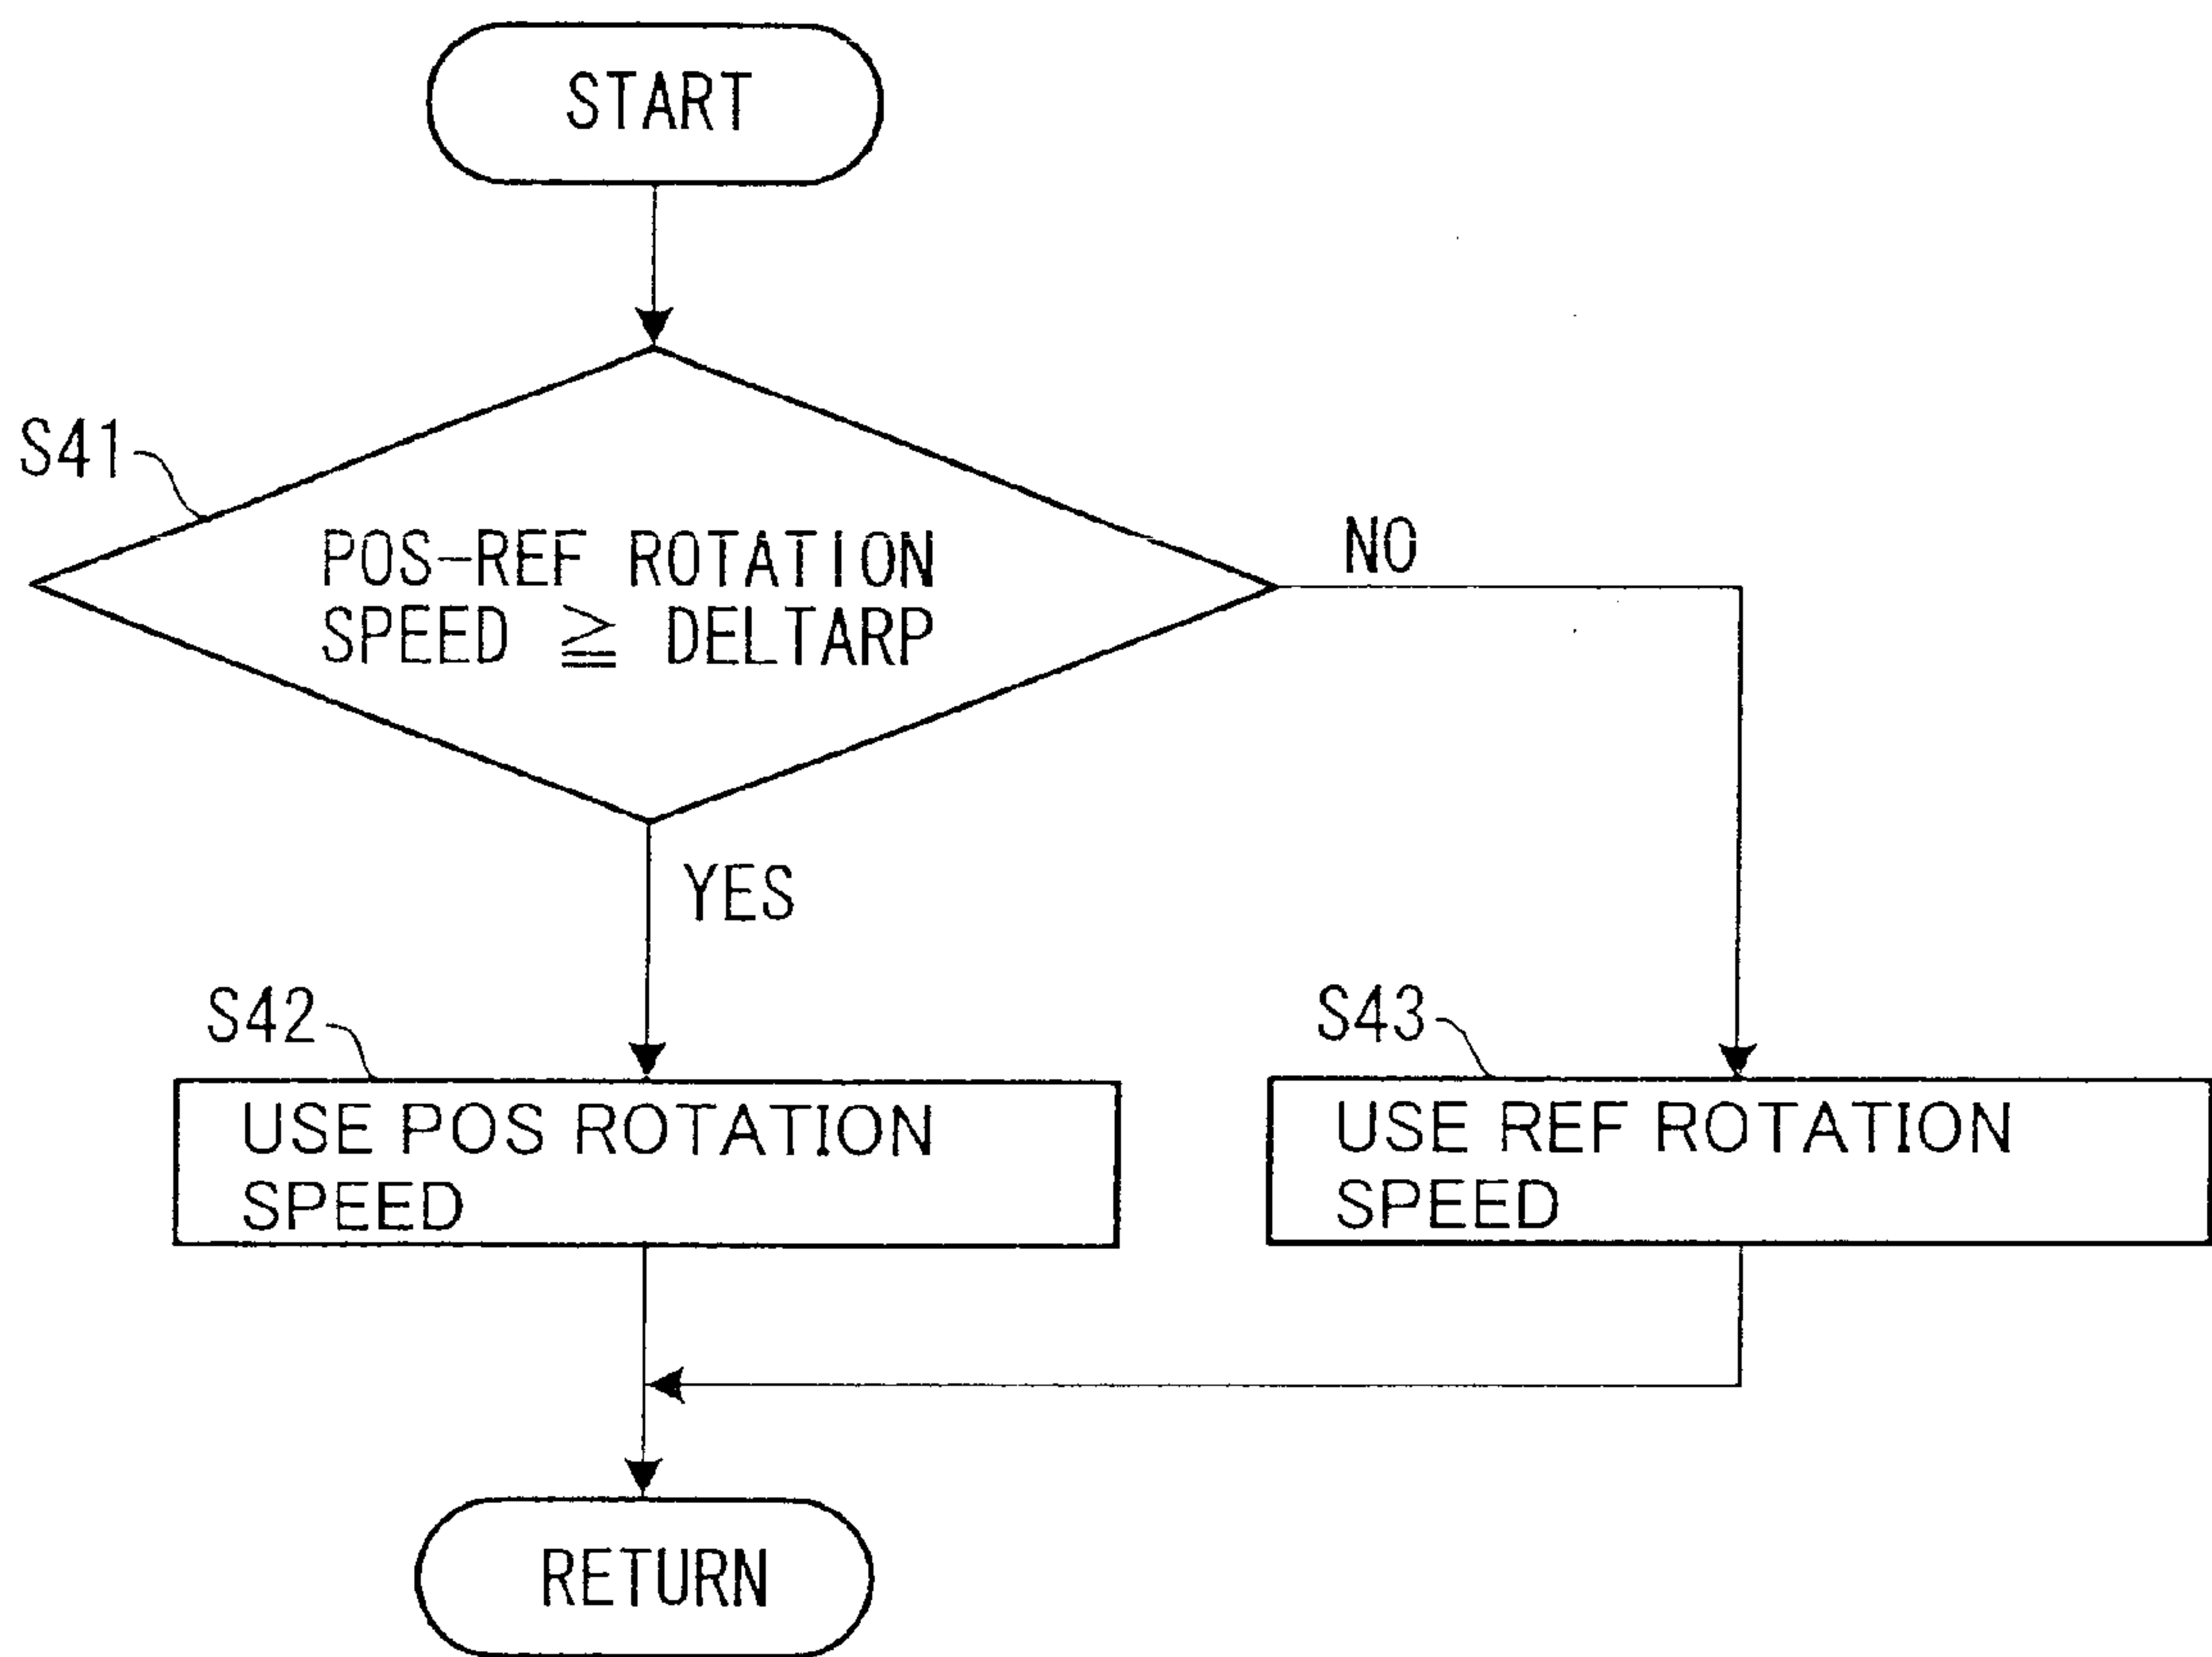 START
S41
POS-REF ROTATION
SPEED ≧ DELTARP
NO
YES
S42
USE POS ROTATION
SPEED
S43
USE REF ROTATION
SPEED
RETURN